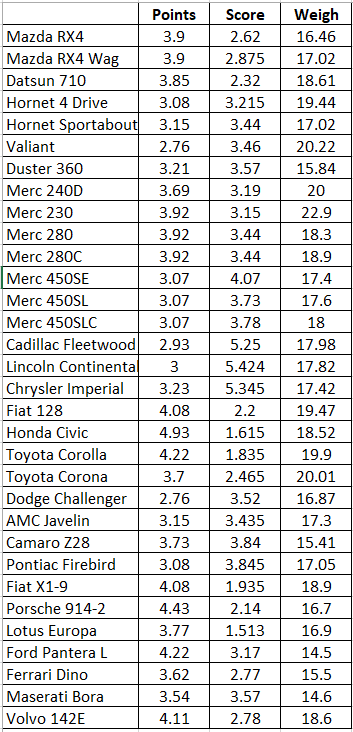 Points Score Weigh
Mazda RX4 3.9 2.62 16.46
Mazda RX4 Wag 3.9 2.875 17.02
Datsun 710 3.85 2.32 18.61
Hornet 4 Drive 3.08 3.215 19.44
Hornet Sportabout 3.15 3.44 17.02
Valiant 2.76 3.46 20.22
Duster 360 3.21 3.57 15.84
Merc 240D 3.69 3.19 20
Merc 230 3.92 3.15 22.9
Merc 280 3.92 3.44 18.3
Merc 280C 3.92 3.44 18.9
Merc 450SE 3.07 4.07 17.4
Merc 450SL 3.07 3.73 17.6
Merc 450SLC 3.07 3.78 18
Cadillac Fleetwood 2.93 5.25 17.98
Lincoln Continental 3 5.424 17.82
Chrysler Imperial 3.23 5.345 17.42
Fiat 128 4.08 2.2 19.47
Honda Civic 4.93 1.615 18.52
Toyota Corolla 4.22 1.835 19.9
Toyota Corona 3.7 2.465 20.01
Dodge Challenger 2.76 3.52 16.87
AMC Javelin 3.15 3.435 17.3
Camaro Z28 3.73 3.84 15.41
Pontiac Firebird 3.08 3.845 17.05
Fiat X1-9 4.08 1.935 18.9
Porsche 914-2 4.43 2.14 16.7
Lotus Europa 3.77 1.513 16.9
Ford Pantera L 4.22 3.17 14.5
Ferrari Dino 3.62 2.77 15.5
Maserati Bora 3.54 3.57 14.6
Volvo 142E 4.11 2.78 18.6